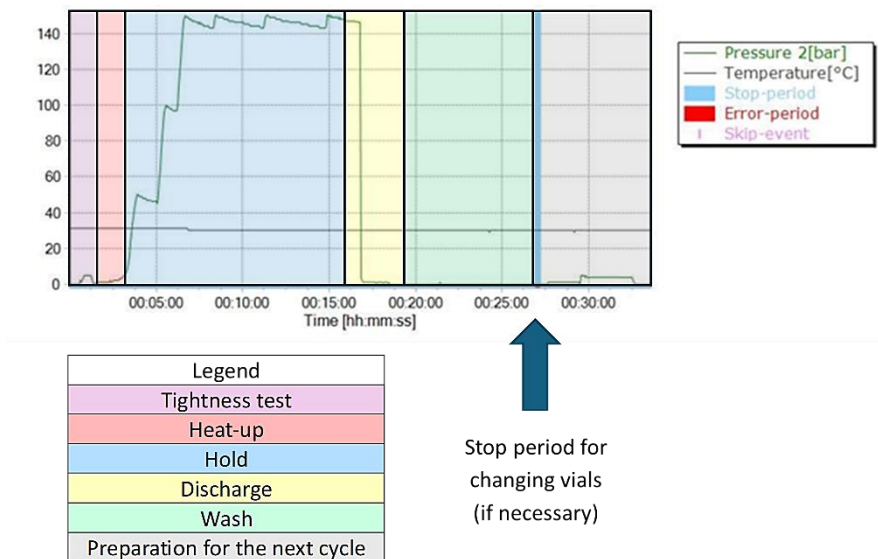 140
120
100
80
60
40
20
0
00:05:00 00:10:00 00:15:00 00:20:00 00:25:00 00:30:00
Time [hh:mm:ss]
Pressure 2[bar]
Temperature[°C]
Stop-period
Error-period
Skip-event
Legend
Tightness test
Heat-up
Hold
Discharge
Wash
Preparation for the next cycle
Stop period for
changing vials
(if necessary)